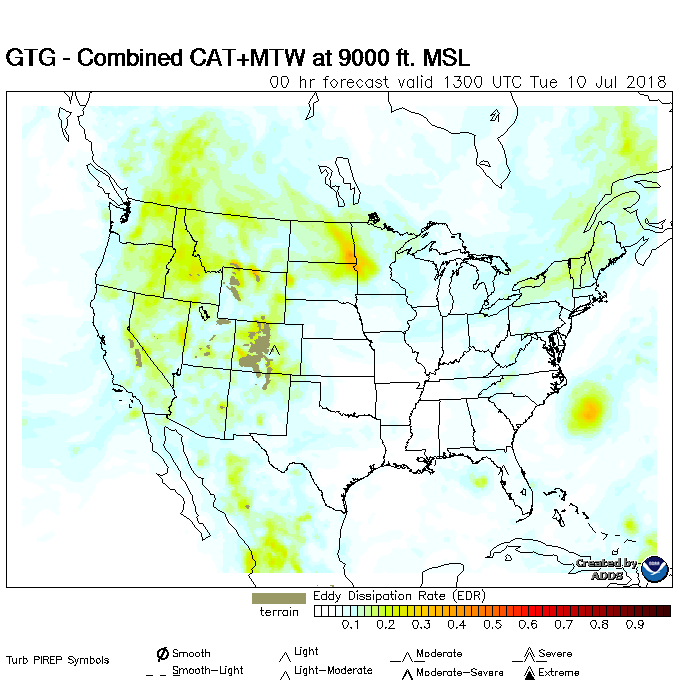 GTG - Combined CAT+MTW at 9000 ft. MSL
00 hr forecast valid 1300 UTC Tue 10 Jul 2018
Created by
ADDS
Eddy Dissipation Rate (EDR)
terrain
0.1 0.2 0.3 0.4 0.5 0.6 0.7 0.8 0.9
Turb PIREP Symbols
Smooth Light Moderate Severe
Smooth-Light Light-Moderate Moderate-Severe Extreme